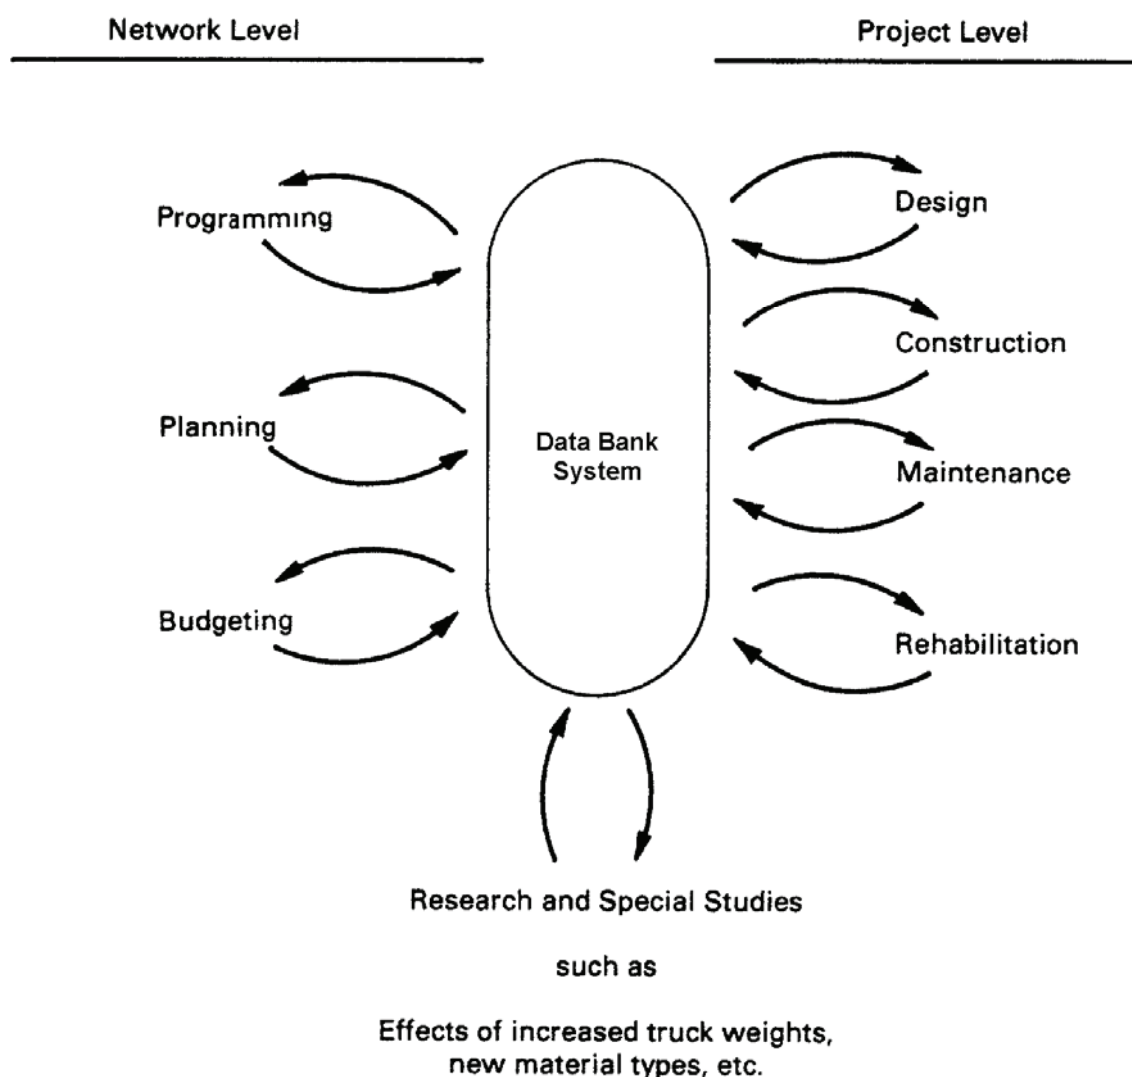 Network Level
Project Level
Programming
Design
Construction
Planning
Data Bank
System
Maintenance
Budgeting
Rehabilitation
Research and Special Studies
such as
Effects of increased truck weights,
new material types, etc.